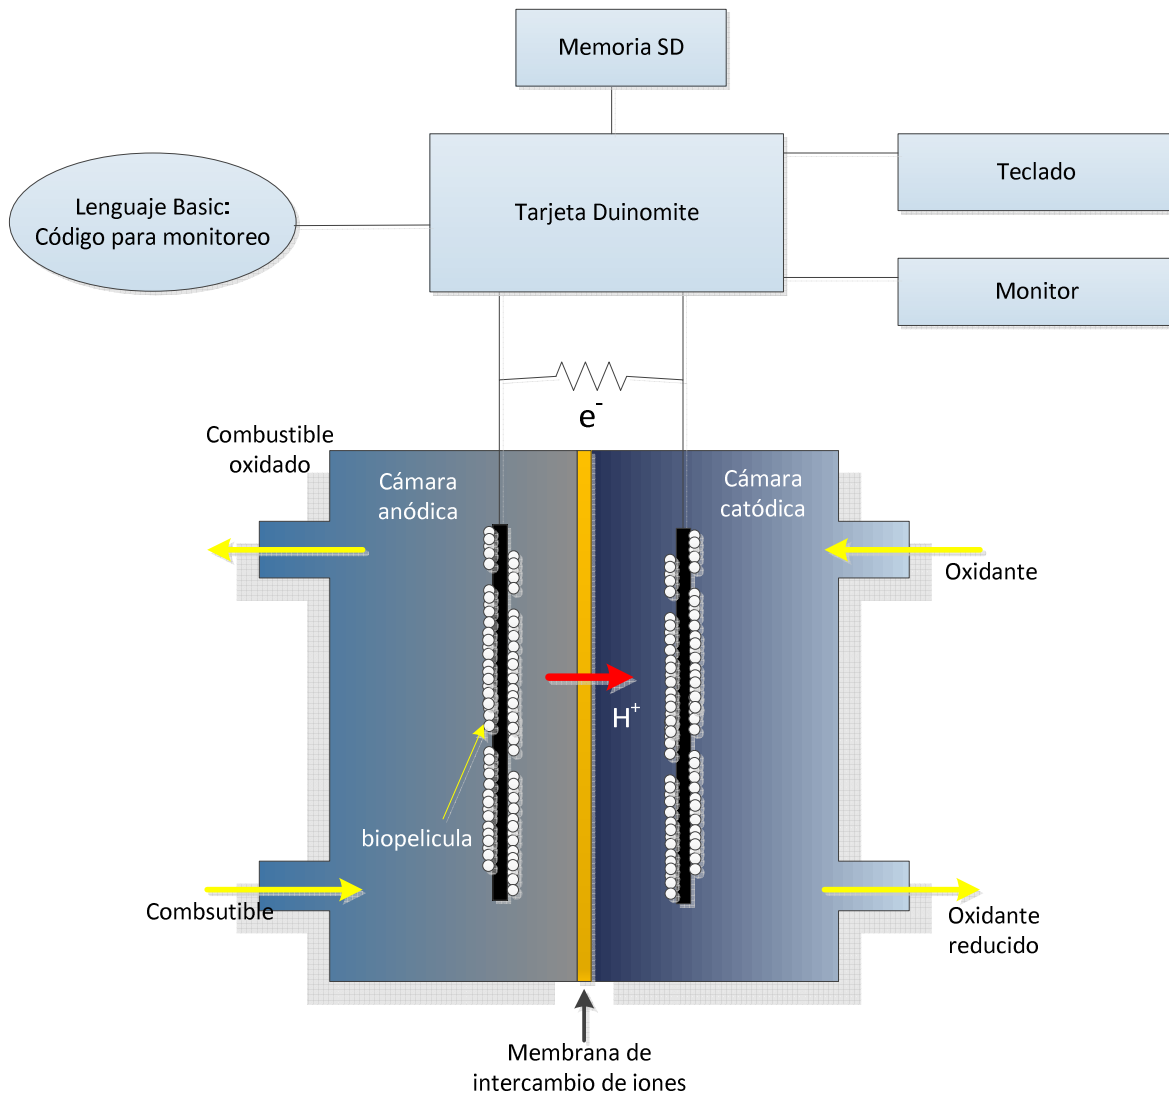 Memoria SD
Teclado
Lenguaje Basic:
Código para monitoreo
Tarjeta Duinomite
Monitor
e-
Combustible
oxidado
Cámara
anódica
Cámara
catódica
Oxidante
H+
biopelicula
Combsutible
Oxidante
reducido
Membrana de
intercambio de iones